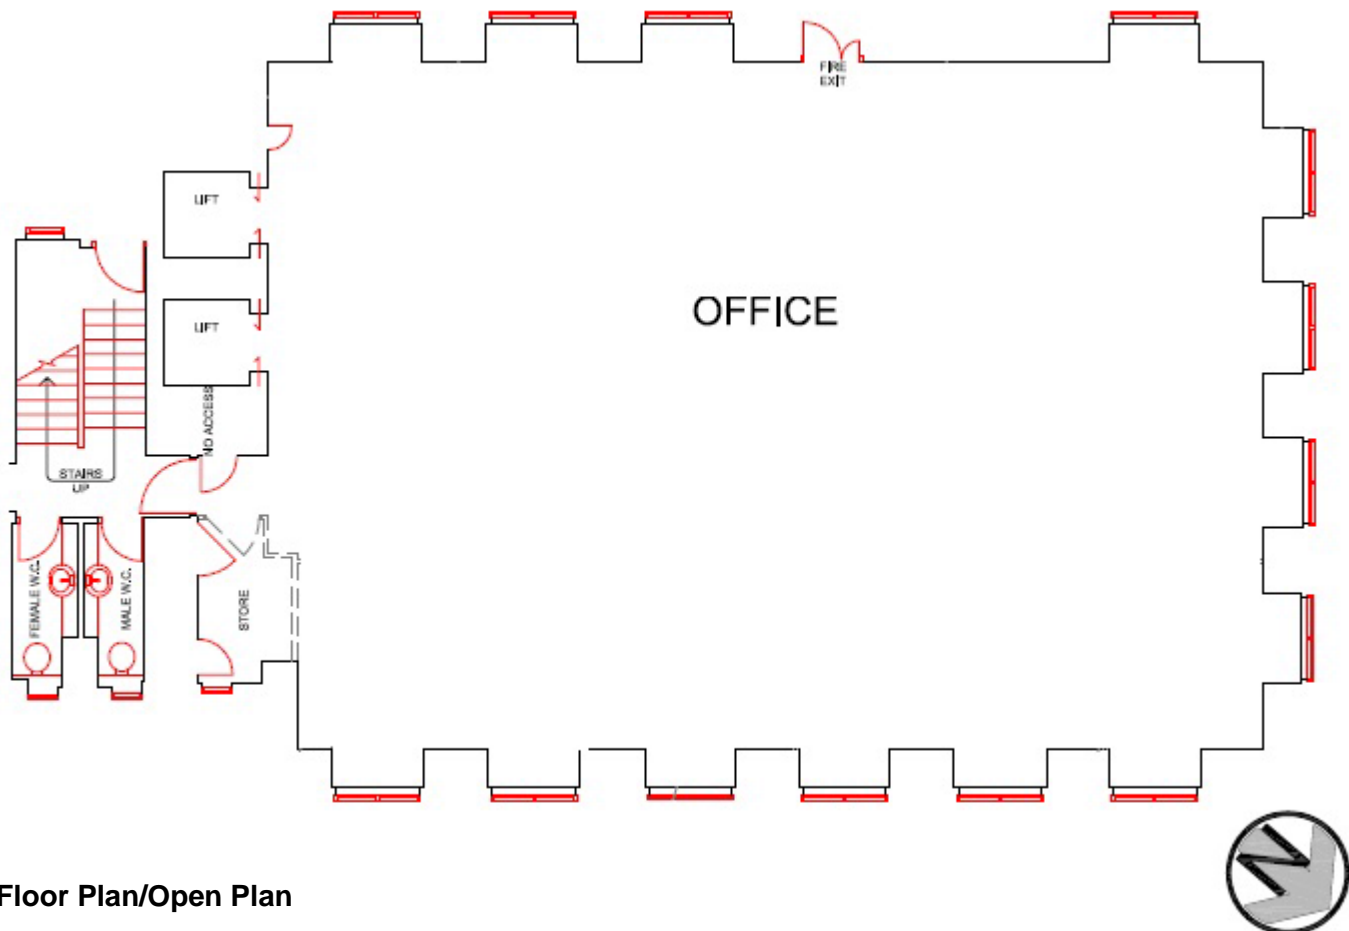 FIRE
EXIT
LIFT
OFFICE
LIFT
NO ACCESS
STAIRS
UP
FEMALE W.C.
MALE W.C.
STORE
N
Floor Plan/Open Plan